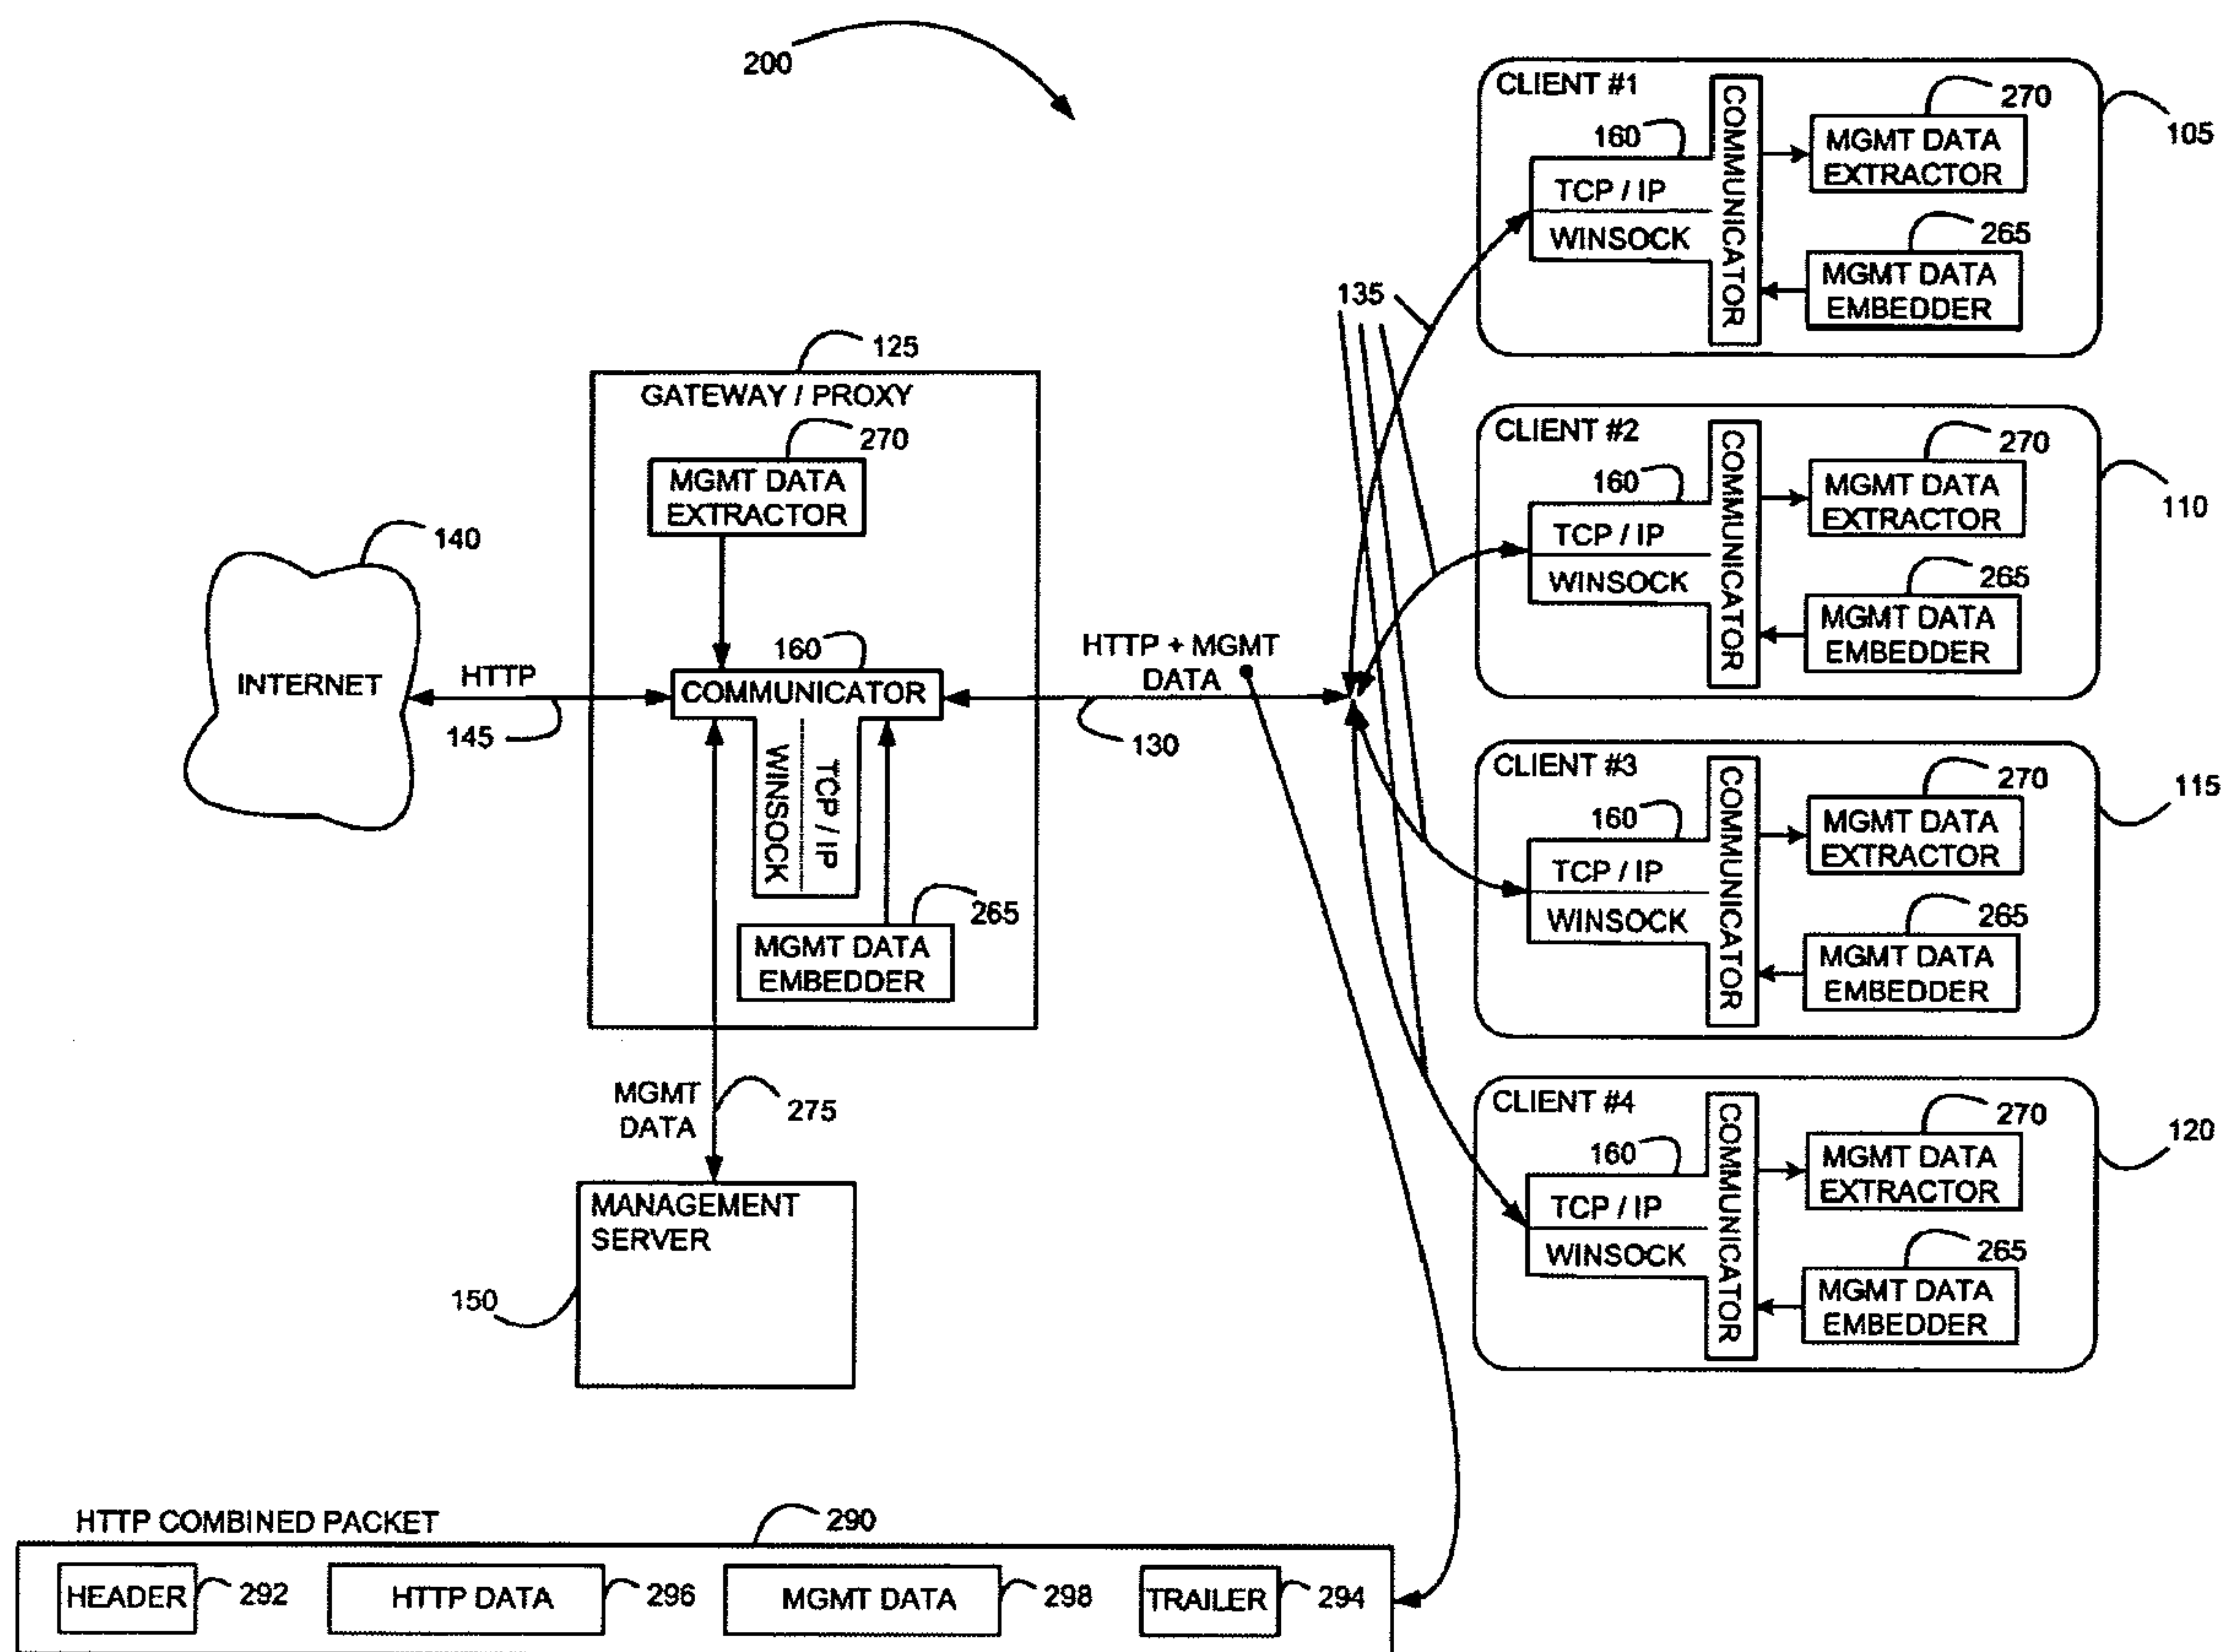 200
CLIENT #1
270
105
160
COMMUNICATOR
MGMT DATA
EXTRACTOR
TCP / IP
WINSOCK
265
MGMT DATA
EMBEDDER
135
CLIENT #2
270
110
160
COMMUNICATOR
MGMT DATA
EXTRACTOR
TCP / IP
WINSOCK
265
MGMT DATA
EMBEDDER
125
GATEWAY / PROXY
270
MGMT DATA
EXTRACTOR
140
INTERNET
HTTP
145
160
COMMUNICATOR
WINSOCK
TCP / IP
HTTP + MGMT
DATA
130
265
MGMT DATA
EMBEDDER
CLIENT #3
270
115
160
COMMUNICATOR
MGMT DATA
EXTRACTOR
TCP / IP
WINSOCK
265
MGMT DATA
EMBEDDER
MGMT
DATA
275
MANAGEMENT
SERVER
150
CLIENT #4
270
120
160
COMMUNICATOR
MGMT DATA
EXTRACTOR
TCP / IP
WINSOCK
265
MGMT DATA
EMBEDDER
HTTP COMBINED PACKET
290
HEADER
292
HTTP DATA
296
MGMT DATA
298
TRAILER
294